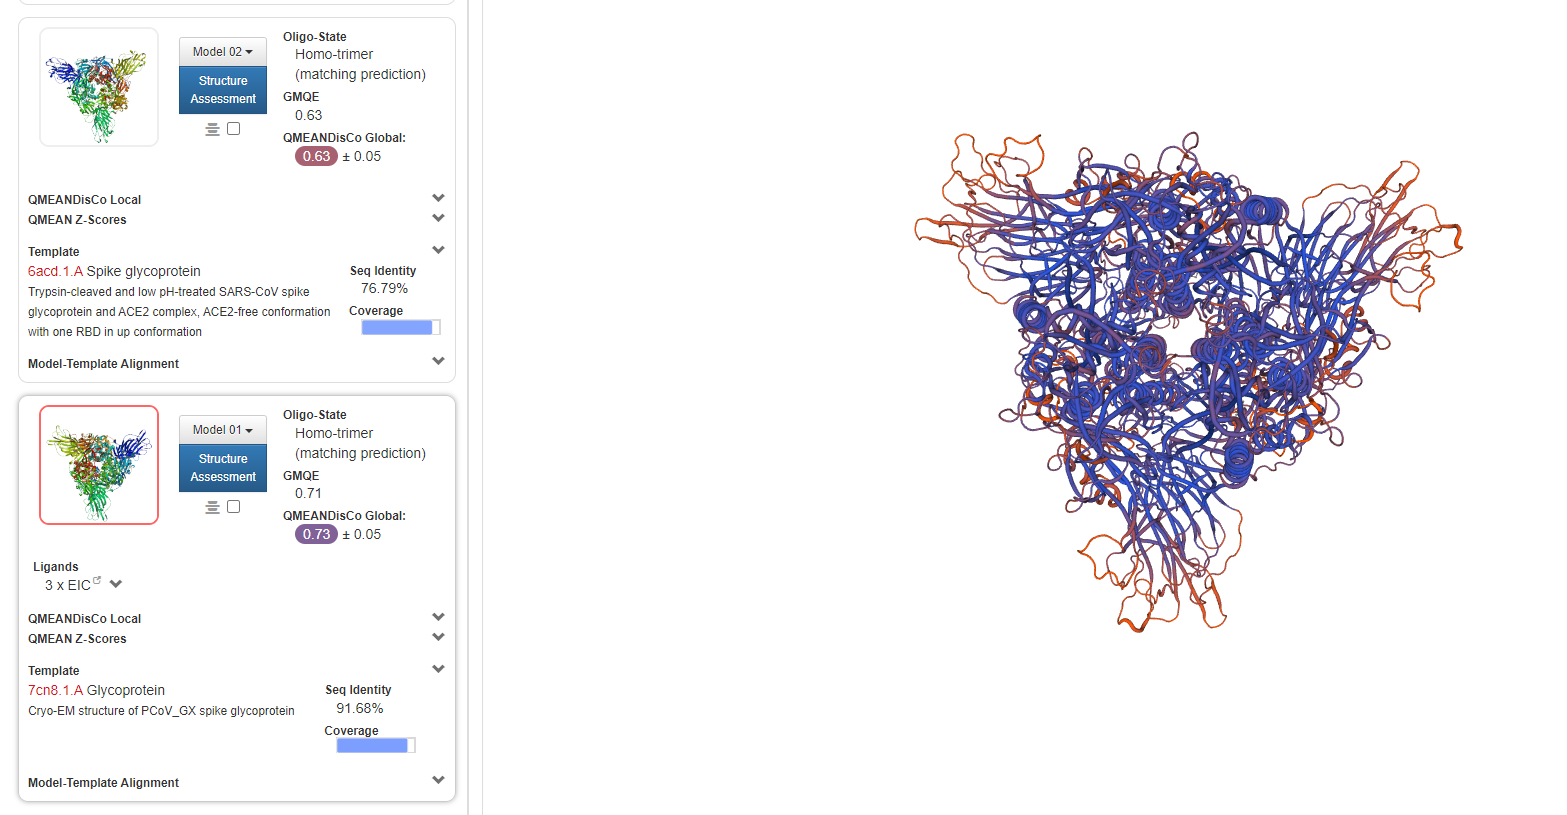 Model 02
Structure
Assessment
Oligo-State
Homo-trimer
(matching prediction)
GMQE
0.63
QMEANDisCo Global:
0.63 ± 0.05
QMEANDisCo Local
QMEAN Z-Scores
Template
6acd.1.A Spike glycoprotein
Trypsin-cleaved and low pH-treated SARS-CoV spike
glycoprotein and ACE2 complex, ACE2-free conformation
with one RBD in up conformation
Seq Identity
76.79%
Coverage
Model-Template Alignment
Model 01
Structure
Assessment
Oligo-State
Homo-trimer
(matching prediction)
GMQE
0.71
QMEANDisCo Global:
0.73 ± 0.05
Ligands
3 x EIC
QMEANDisCo Local
QMEAN Z-Scores
Template
7cn8.1.A Glycoprotein
Cryo-EM structure of PCoV_GX spike glycoprotein
Seq Identity
91.68%
Coverage
Model-Template Alignment